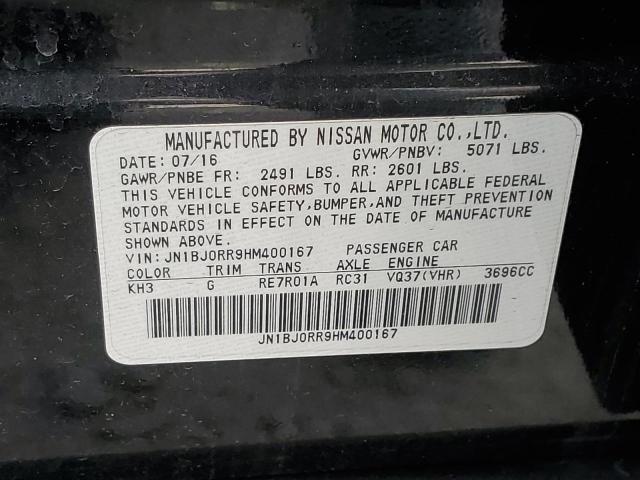 MANUFACTURED BY NISSAN MOTOR CO.,LTD.
DATE: 07/16 GVWR/PNBV: 5071 LBS.
GAWR/PNBE FR: 2491 LBS. RR: 2601 LBS.
THIS VEHICLE CONFORMS TO ALL APPLICABLE FEDERAL
MOTOR VEHICLE SAFETY,BUMPER,AND THEFT PREVENTION
STANDARDS IN EFFECT ON THE DATE OF MANUFACTURE
SHOWN ABOVE.
VIN: JN1BJ0RR9HM400167 PASSENGER CAR
COLOR TRIM TRANS AXLE ENGINE
KH3 G RE7R01A RC31 VQ37(VHR) 3696CC
JN1BJ0RR9HM400167